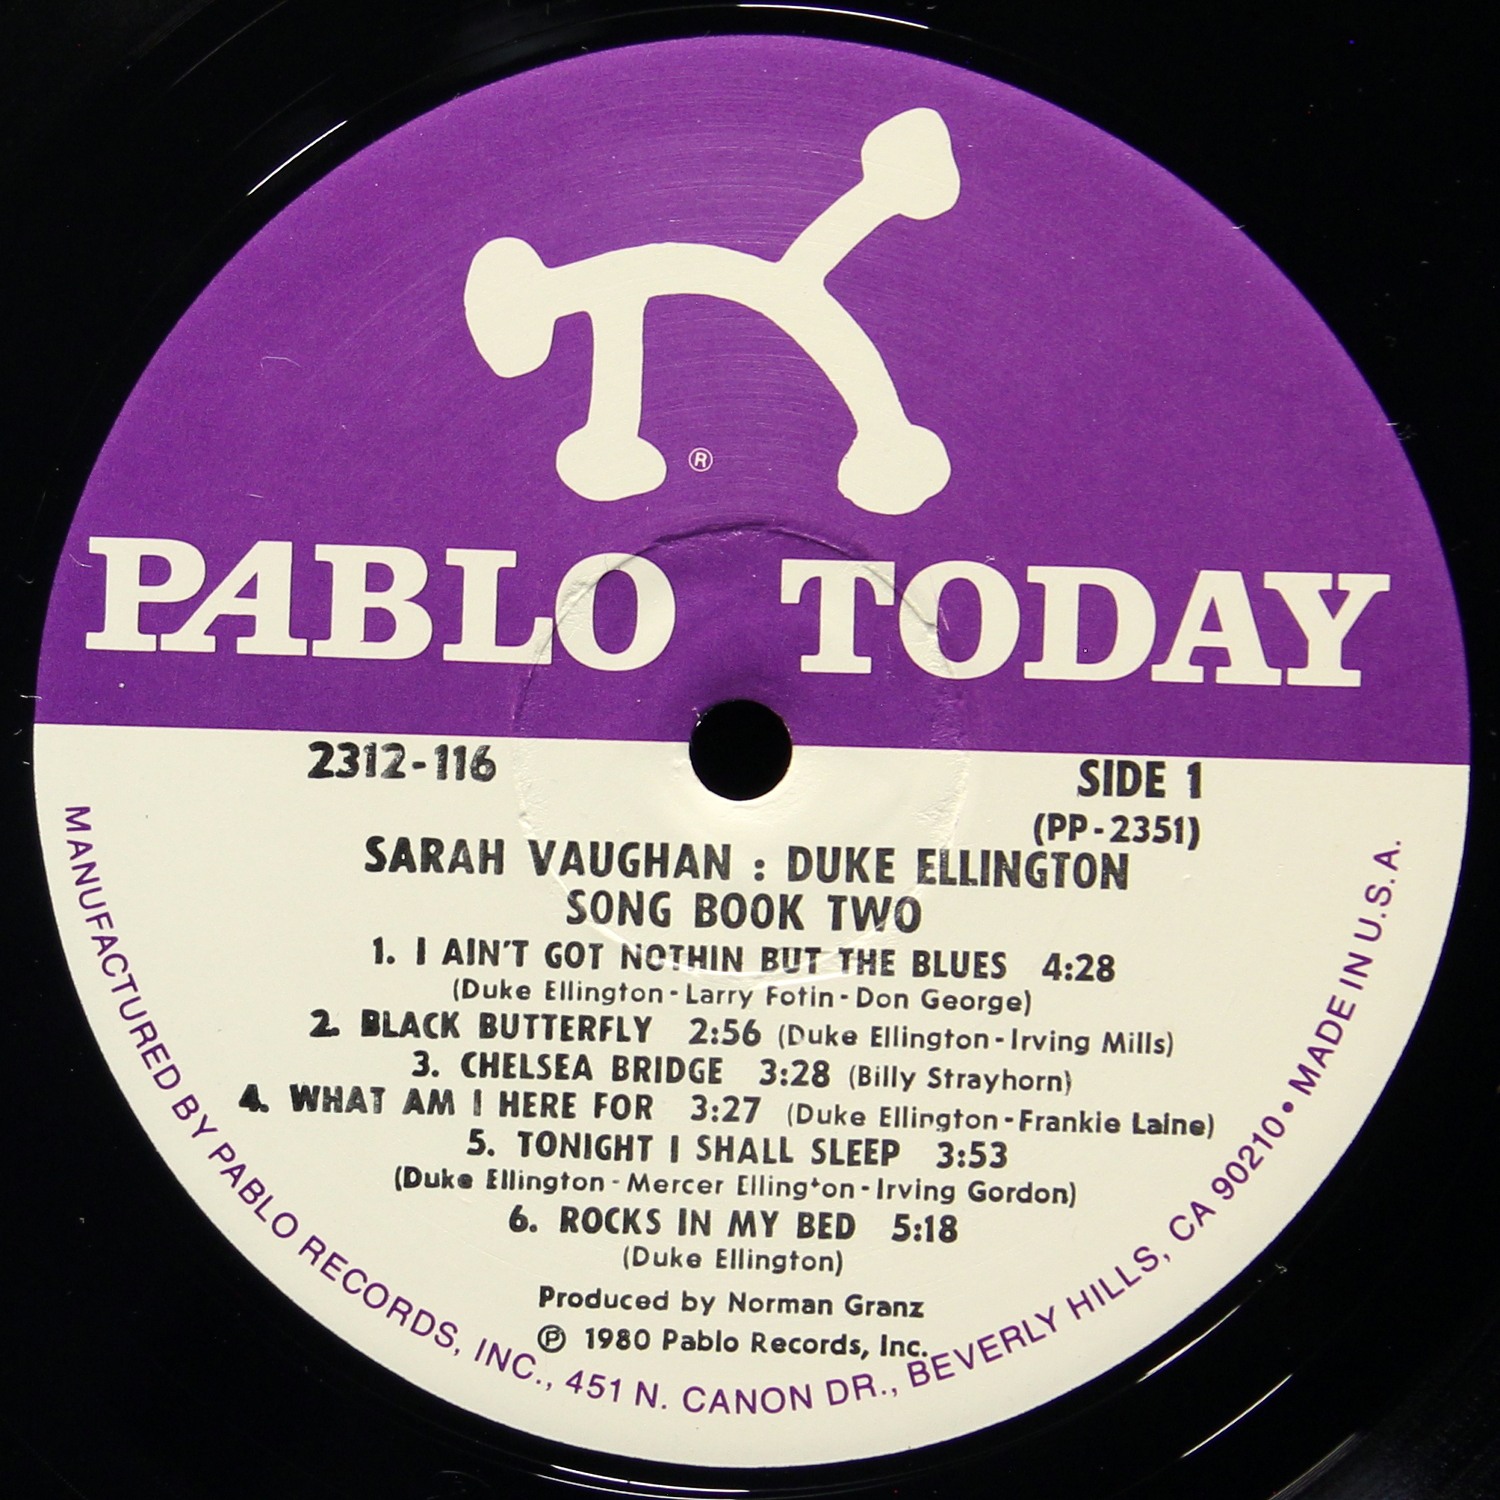 ®
PABLO TODAY
2312-116
SIDE 1
(PP-2351)
SARAH VAUGHAN : DUKE ELLINGTON
SONG BOOK TWO
1. I AIN'T GOT NOTHIN BUT THE BLUES 4:28
(Duke Ellington-Larry Fotin-Don George)
2. BLACK BUTTERFLY 2:56 (Duke Ellington-Irving Mills)
3. CHELSEA BRIDGE 3:28 (Billy Strayhorn)
4. WHAT AM I HERE FOR 3:27 (Duke Ellington-Frankie Laine)
5. TONIGHT I SHALL SLEEP 3:53
(Duke Ellington-Mercer Ellington-Irving Gordon)
6. ROCKS IN MY BED 5:18
(Duke Ellington)
Produced by Norman Granz
℗ 1980 Pablo Records, Inc.
MANUFACTURED BY PABLO RECORDS, INC., 451 N. CANON DR., BEVERLY HILLS, CA 90210 • MADE IN U.S.A.